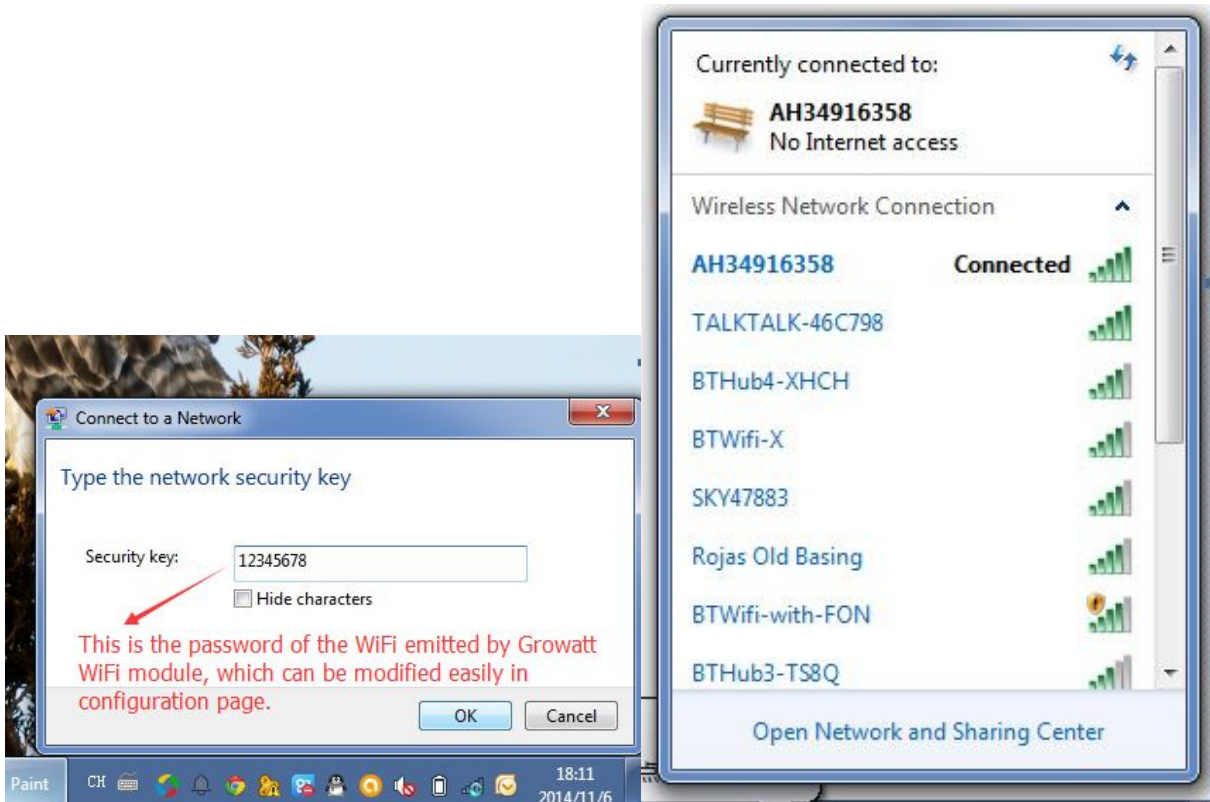 Connect to a Network
Type the network security key
Security key:
12345678
Hide characters
This is the password of the WiFi emitted by Growatt
WiFi module, which can be modified easily in
configuration page.
OK
Cancel
Paint
CH
18:11
2014/11/6
Currently connected to:
AH34916358
No Internet access
Wireless Network Connection
AH34916358 Connected
TALKTALK-46C798
BTHub4-XHCH
BTWifi-X
SKY47883
Rojas Old Basing
BTWifi-with-FON
BTHub3-TS8Q
Open Network and Sharing Center